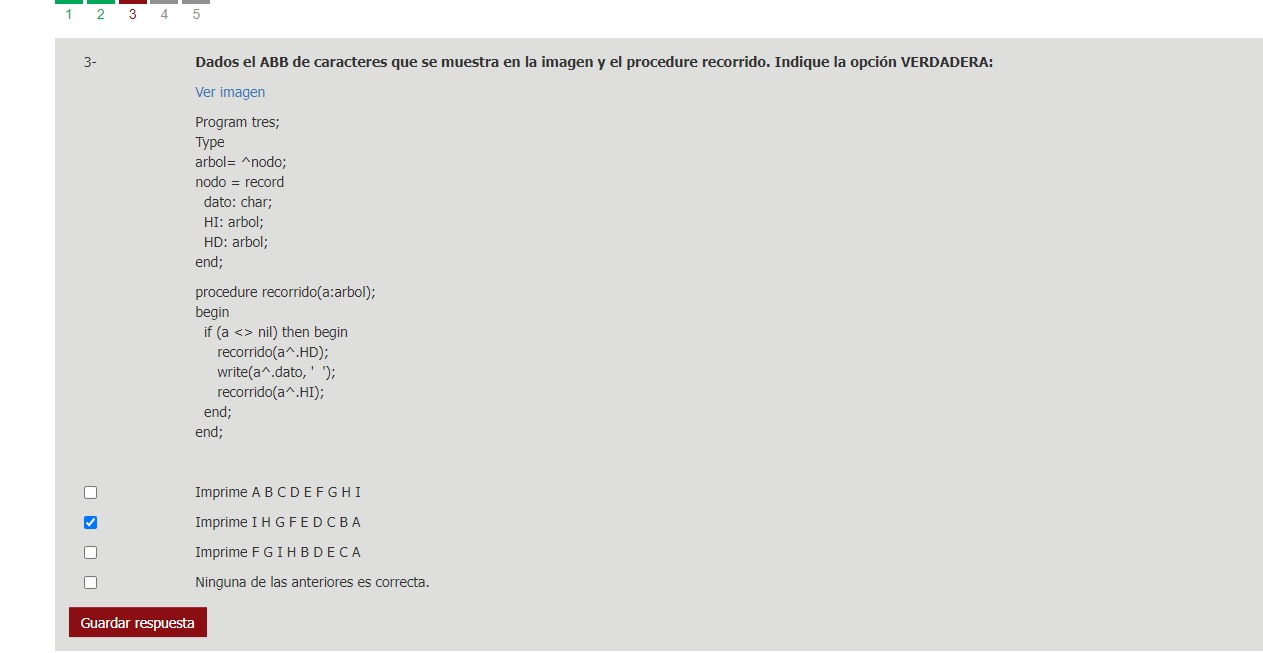 1 2 3 4 5
3- Dados el ABB de caracteres que se muestra en la imagen y el procedure recorrido. Indique la opción VERDADERA:
Ver imagen
Program tres;
Type
arbol= ^nodo;
nodo = record
dato: char;
HI: arbol;
HD: arbol;
end;
procedure recorrido(a:arbol);
begin
if (a <> nil) then begin
recorrido(a^.HD);
write(a^.dato, '  ');
recorrido(a^.HI);
end;
end;
Imprime A B C D E F G H I
Imprime I H G F E D C B A
Imprime F G I H B D E C A
Ninguna de las anteriores es correcta.
Guardar respuesta